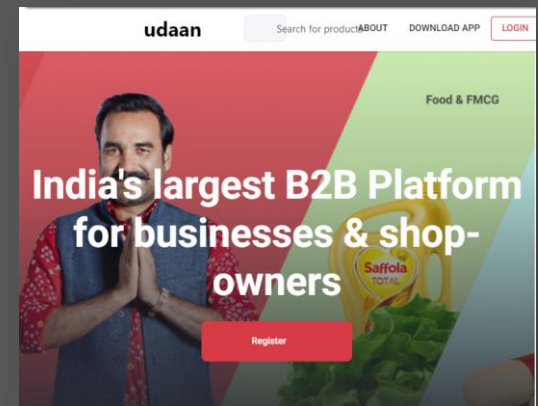 udaan
Search for products
ABOUT
DOWNLOAD APP
LOGIN
Food & FMCG
India's largest B2B Platform
for businesses & shop-
owners
Saffola
TOTAL
Register